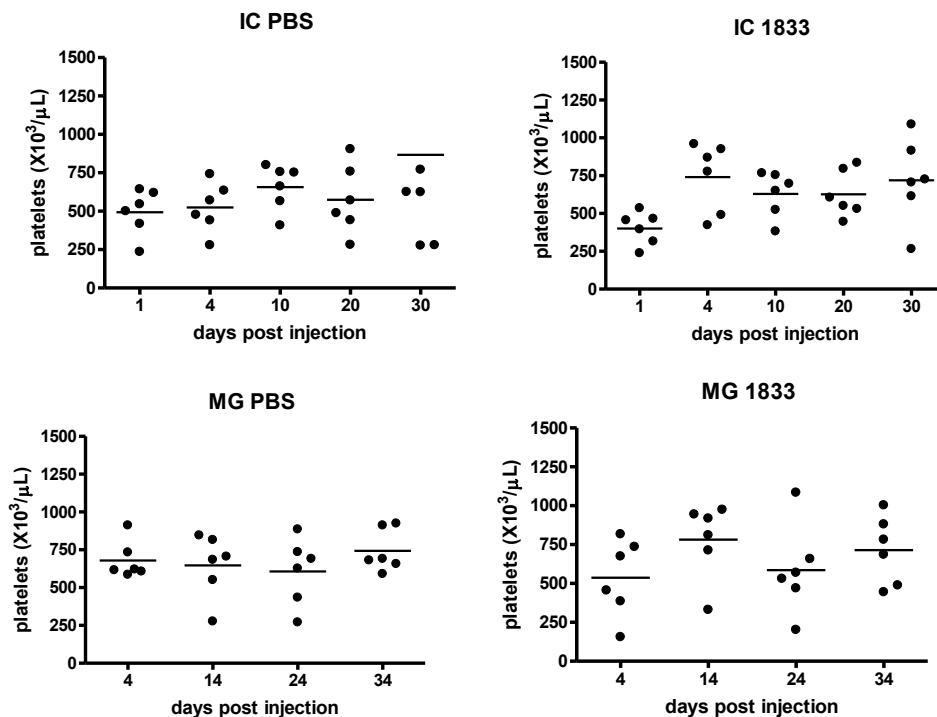 IC PBS
platelets (X10³/μL)
1500
1250
1000
750
500
250
0
1 4 10 20 30
days post injection
IC 1833
platelets (X10³/μL)
1500
1250
1000
750
500
250
0
1 4 10 20 30
days post injection
MG PBS
platelets (X10³/μL)
1500
1250
1000
750
500
250
0
4 14 24 34
days post injection
MG 1833
platelets (X10³/μL)
1500
1250
1000
750
500
250
0
4 14 24 34
days post injection